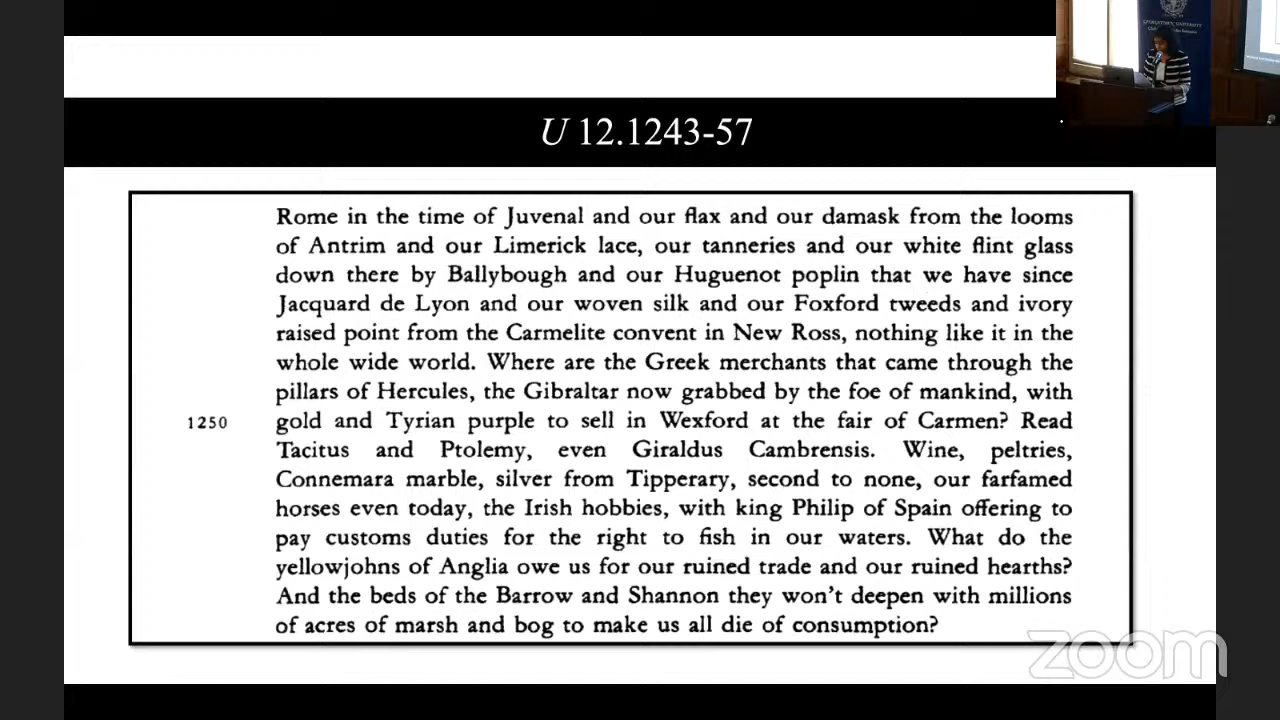 U 12.1243-57
Rome in the time of Juvenal and our flax and our damask from the looms
of Antrim and our Limerick lace, our tanneries and our white flint glass
down there by Ballybough and our Huguenot poplin that we have since
Jacquard de Lyon and our woven silk and our Foxford tweeds and ivory
raised point from the Carmelite convent in New Ross, nothing like it in the
whole wide world. Where are the Greek merchants that came through the
pillars of Hercules, the Gibraltar now grabbed by the foe of mankind, with
1250 gold and Tyrian purple to sell in Wexford at the fair of Carmen? Read
Tacitus and Ptolemy, even Giraldus Cambrensis. Wine, peltries,
Connemara marble, silver from Tipperary, second to none, our farfamed
horses even today, the Irish hobbies, with king Philip of Spain offering to
pay customs duties for the right to fish in our waters. What do the
yellowjohns of Anglia owe us for our ruined trade and our ruined hearths?
And the beds of the Barrow and Shannon they won't deepen with millions
of acres of marsh and bog to make us all die of consumption?
zoom